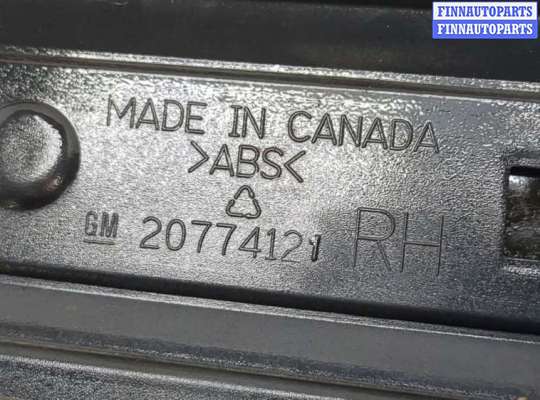 FINNAUTOPARTS
FINNAUTOPARTS
MADE IN CANADA
>ABS<
GM 20774121 RH